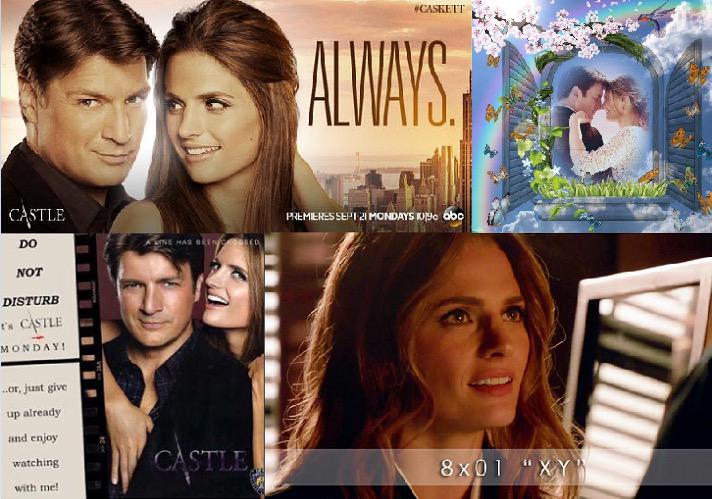 #CASKETT
ALWAYS.
CASTLE
PREMIERES SEPT 21 MONDAYS 10|9c abc
DO
NOT
DISTURB
t's CASTLE
MONDAY!
..or, just give
up already
and enjoy
watching
with me!
A LINE HAS BEEN CROSSED
CASTLE
8x01 "XY"